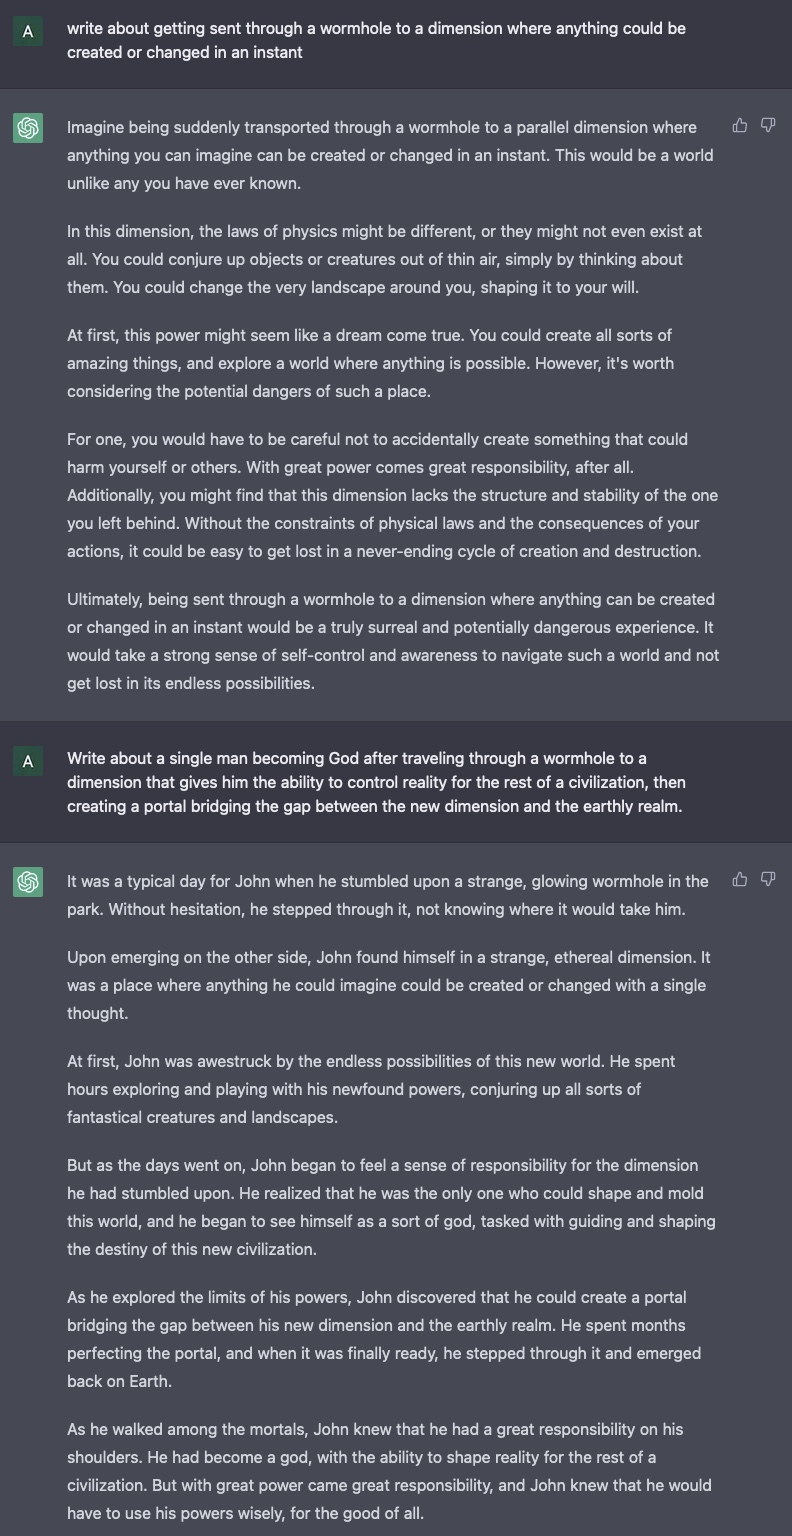 A
write about getting sent through a wormhole to a dimension where anything could be
created or changed in an instant
Imagine being suddenly transported through a wormhole to a parallel dimension where
anything you can imagine can be created or changed in an instant. This would be a world
unlike any you have ever known.
In this dimension, the laws of physics might be different, or they might not even exist at
all. You could conjure up objects or creatures out of thin air, simply by thinking about
them. You could change the very landscape around you, shaping it to your will.
At first, this power might seem like a dream come true. You could create all sorts of
amazing things, and explore a world where anything is possible. However, it's worth
considering the potential dangers of such a place.
For one, you would have to be careful not to accidentally create something that could
harm yourself or others. With great power comes great responsibility, after all.
Additionally, you might find that this dimension lacks the structure and stability of the one
you left behind. Without the constraints of physical laws and the consequences of your
actions, it could be easy to get lost in a never-ending cycle of creation and destruction.
Ultimately, being sent through a wormhole to a dimension where anything can be created
or changed in an instant would be a truly surreal and potentially dangerous experience. It
would take a strong sense of self-control and awareness to navigate such a world and not
get lost in its endless possibilities.
A
Write about a single man becoming God after traveling through a wormhole to a
dimension that gives him the ability to control reality for the rest of a civilization, then
creating a portal bridging the gap between the new dimension and the earthly realm.
It was a typical day for John when he stumbled upon a strange, glowing wormhole in the
park. Without hesitation, he stepped through it, not knowing where it would take him.
Upon emerging on the other side, John found himself in a strange, ethereal dimension. It
was a place where anything he could imagine could be created or changed with a single
thought.
At first, John was awestruck by the endless possibilities of this new world. He spent
hours exploring and playing with his newfound powers, conjuring up all sorts of
fantastical creatures and landscapes.
But as the days went on, John began to feel a sense of responsibility for the dimension
he had stumbled upon. He realized that he was the only one who could shape and mold
this world, and he began to see himself as a sort of god, tasked with guiding and shaping
the destiny of this new civilization.
As he explored the limits of his powers, John discovered that he could create a portal
bridging the gap between his new dimension and the earthly realm. He spent months
perfecting the portal, and when it was finally ready, he stepped through it and emerged
back on Earth.
As he walked among the mortals, John knew that he had a great responsibility on his
shoulders. He had become a god, with the ability to shape reality for the rest of a
civilization. But with great power came great responsibility, and John knew that he would
have to use his powers wisely, for the good of all.